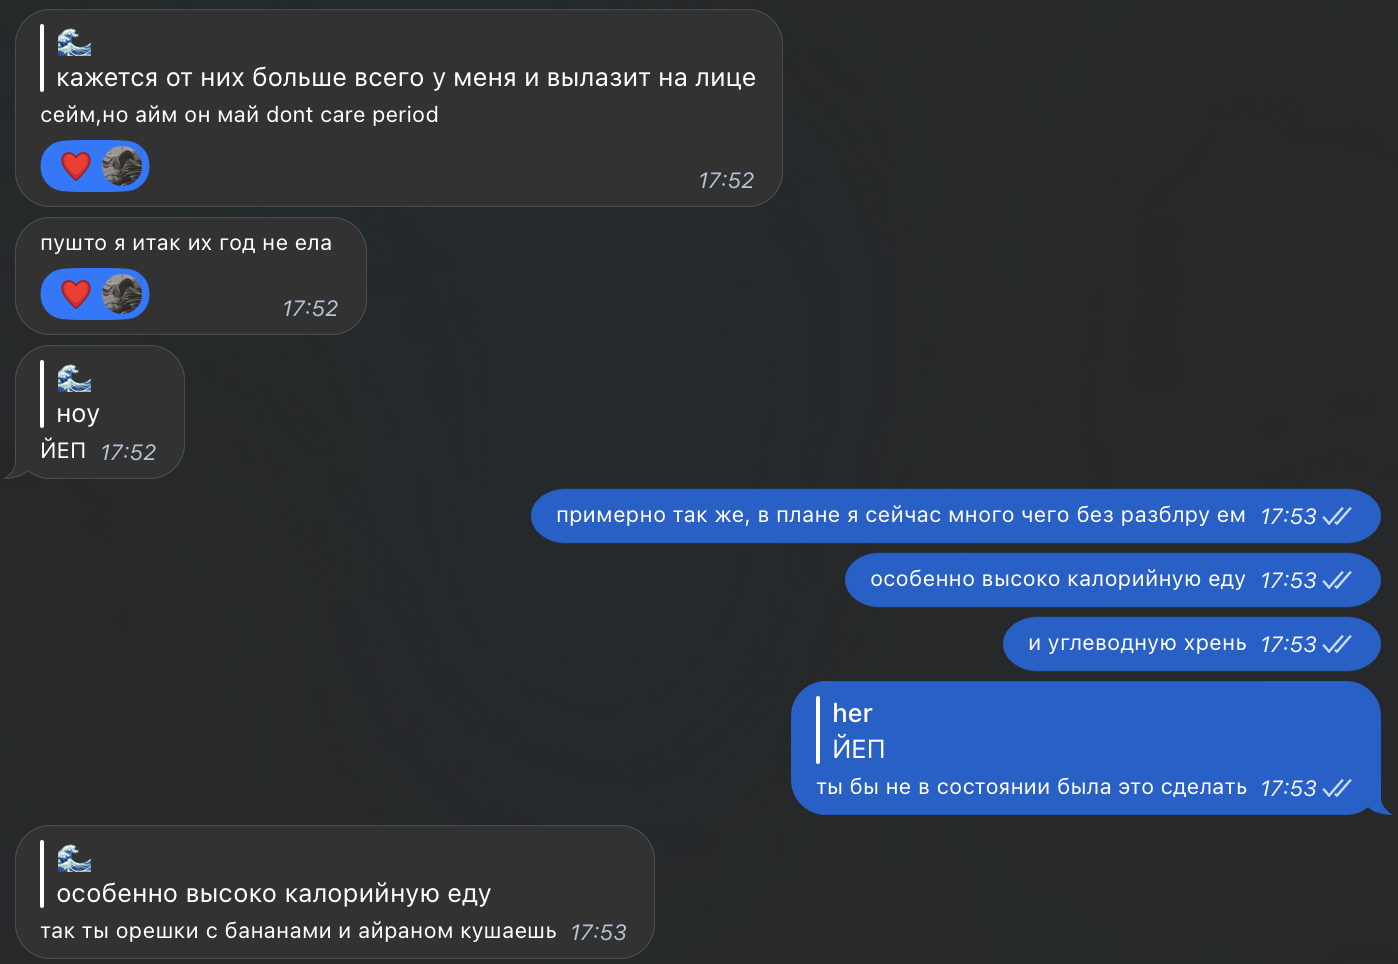 🌊
кажется от них больше всего у меня и вылазит на лице
сейм,но айм он май dont care period
❤️
17:52
пушто я итак их год не ела
❤️
17:52
🌊
ноу
ЙЕП 17:52
примерно так же, в плане я сейчас много чего без разблру ем 17:53
особенно высоко калорийную еду 17:53
и углеводную хрень 17:53
her
ЙЕП
ты бы не в состоянии была это сделать 17:53
🌊
особенно высоко калорийную еду
так ты орешки с бананами и айраном кушаешь 17:53